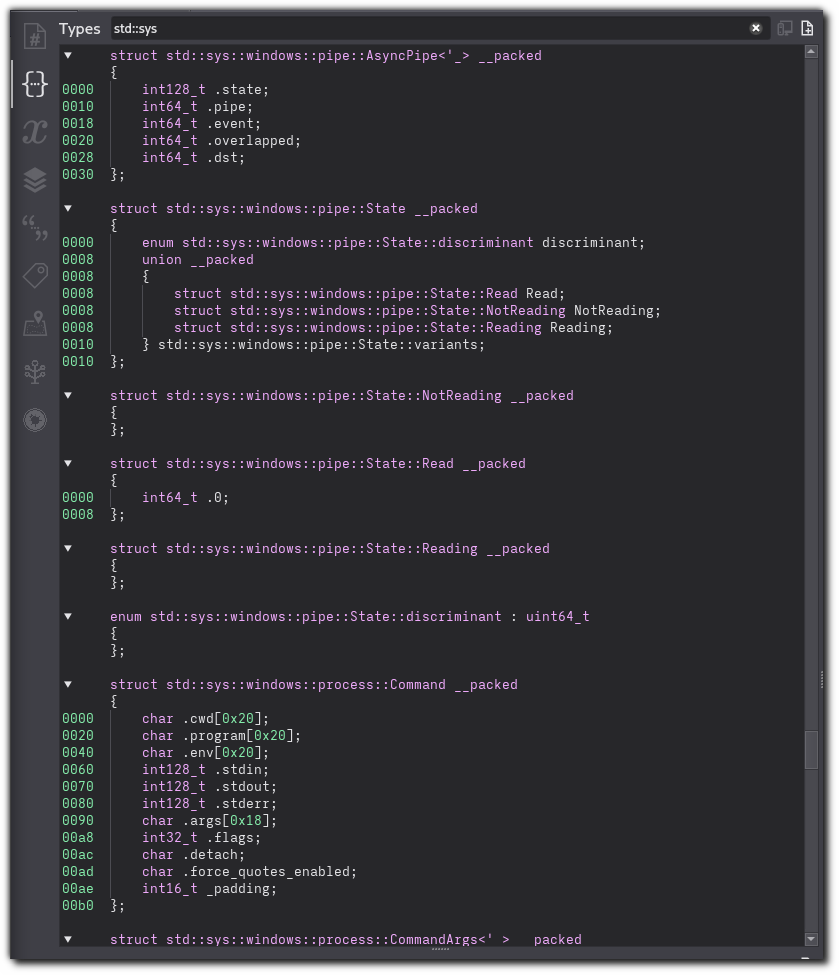 Types std::sys
struct std::sys::windows::pipe::AsyncPipe<'_> __packed
{
0000 int128_t .state;
0010 int64_t .pipe;
0018 int64_t .event;
0020 int64_t .overlapped;
0028 int64_t .dst;
0030 };
struct std::sys::windows::pipe::State __packed
{
0000 enum std::sys::windows::pipe::State::discriminant discriminant;
0008 union __packed
0008 {
0008 struct std::sys::windows::pipe::State::Read Read;
0008 struct std::sys::windows::pipe::State::NotReading NotReading;
0008 struct std::sys::windows::pipe::State::Reading Reading;
0010 } std::sys::windows::pipe::State::variants;
0010 };
struct std::sys::windows::pipe::State::NotReading __packed
{
};
struct std::sys::windows::pipe::State::Read __packed
{
0000 int64_t .0;
0008 };
struct std::sys::windows::pipe::State::Reading __packed
{
};
enum std::sys::windows::pipe::State::discriminant : uint64_t
{
};
struct std::sys::windows::process::Command __packed
{
0000 char .cwd[0x20];
0020 char .program[0x20];
0040 char .env[0x20];
0060 int128_t .stdin;
0070 int128_t .stdout;
0080 int128_t .stderr;
0090 char .args[0x18];
00a8 int32_t .flags;
00ac char .detach;
00ad char .force_quotes_enabled;
00ae int16_t _padding;
00b0 };
struct std::sys::windows::process::CommandArgs<'_> __packed